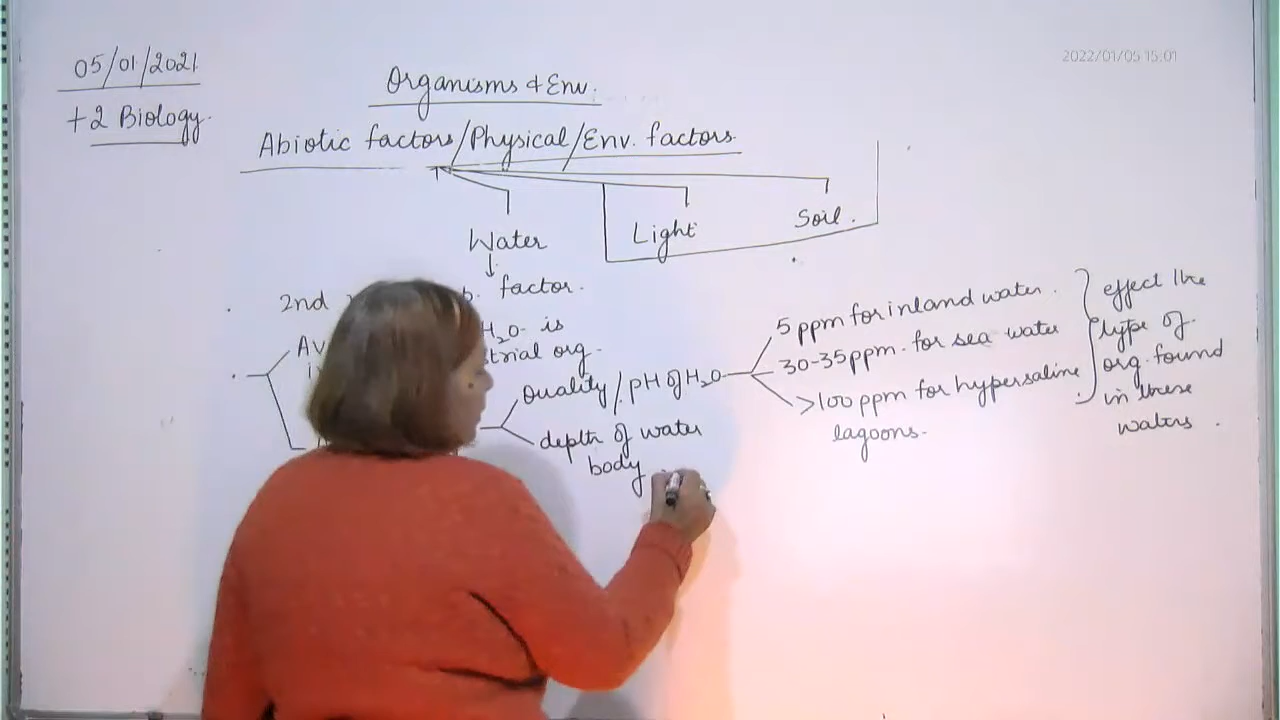 05/01/2021
+2 Biology.
2022/01/05 15:01
Organisms & Env.
Abiotic factors/Physical/Env. factors.
Water
Light
Soil.
2nd
factor.
H2O is
org.
Quality/pH of H2O
depth of water
body
5 ppm for inland water.
30-35 ppm. for sea water
>100 ppm for hypersaline
lagoons.
effect the
type of
org. found
in these
waters.